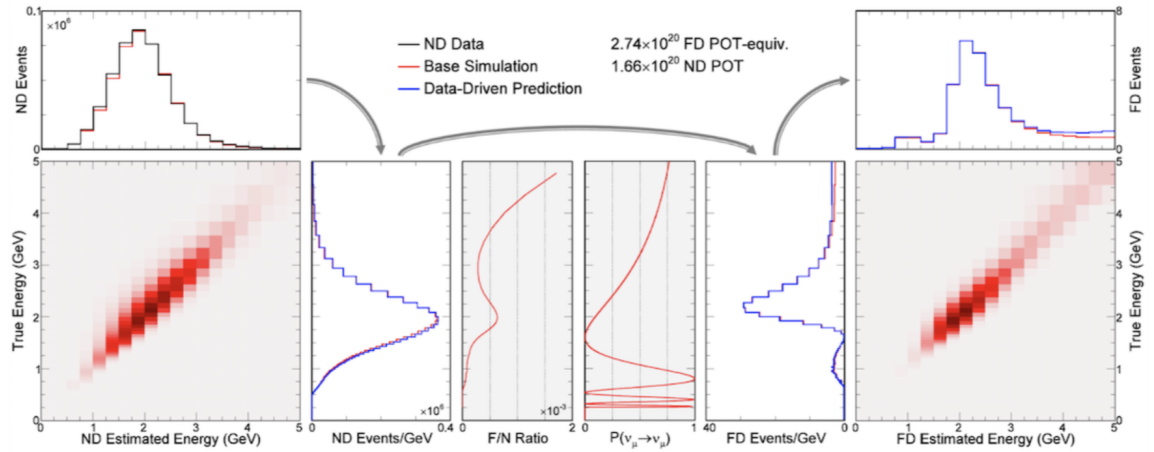 0.1
×10⁶
ND Events
0
ND Data
Base Simulation
Data-Driven Prediction
2.74×10²⁰ FD POT-equiv.
1.66×10²⁰ ND POT
8
4
0
FD Events
5
4
3
2
1
0
True Energy (GeV)
0 1 2 3 4 5
ND Estimated Energy (GeV)
×10⁶
0 0.4
ND Events/GeV
×10⁻³
0 1 2
F/N Ratio
0 1
P(νμ→νμ)
40 20 0
FD Events/GeV
0 1 2 3 4 5
FD Estimated Energy (GeV)
5
4
3
2
1
0
True Energy (GeV)